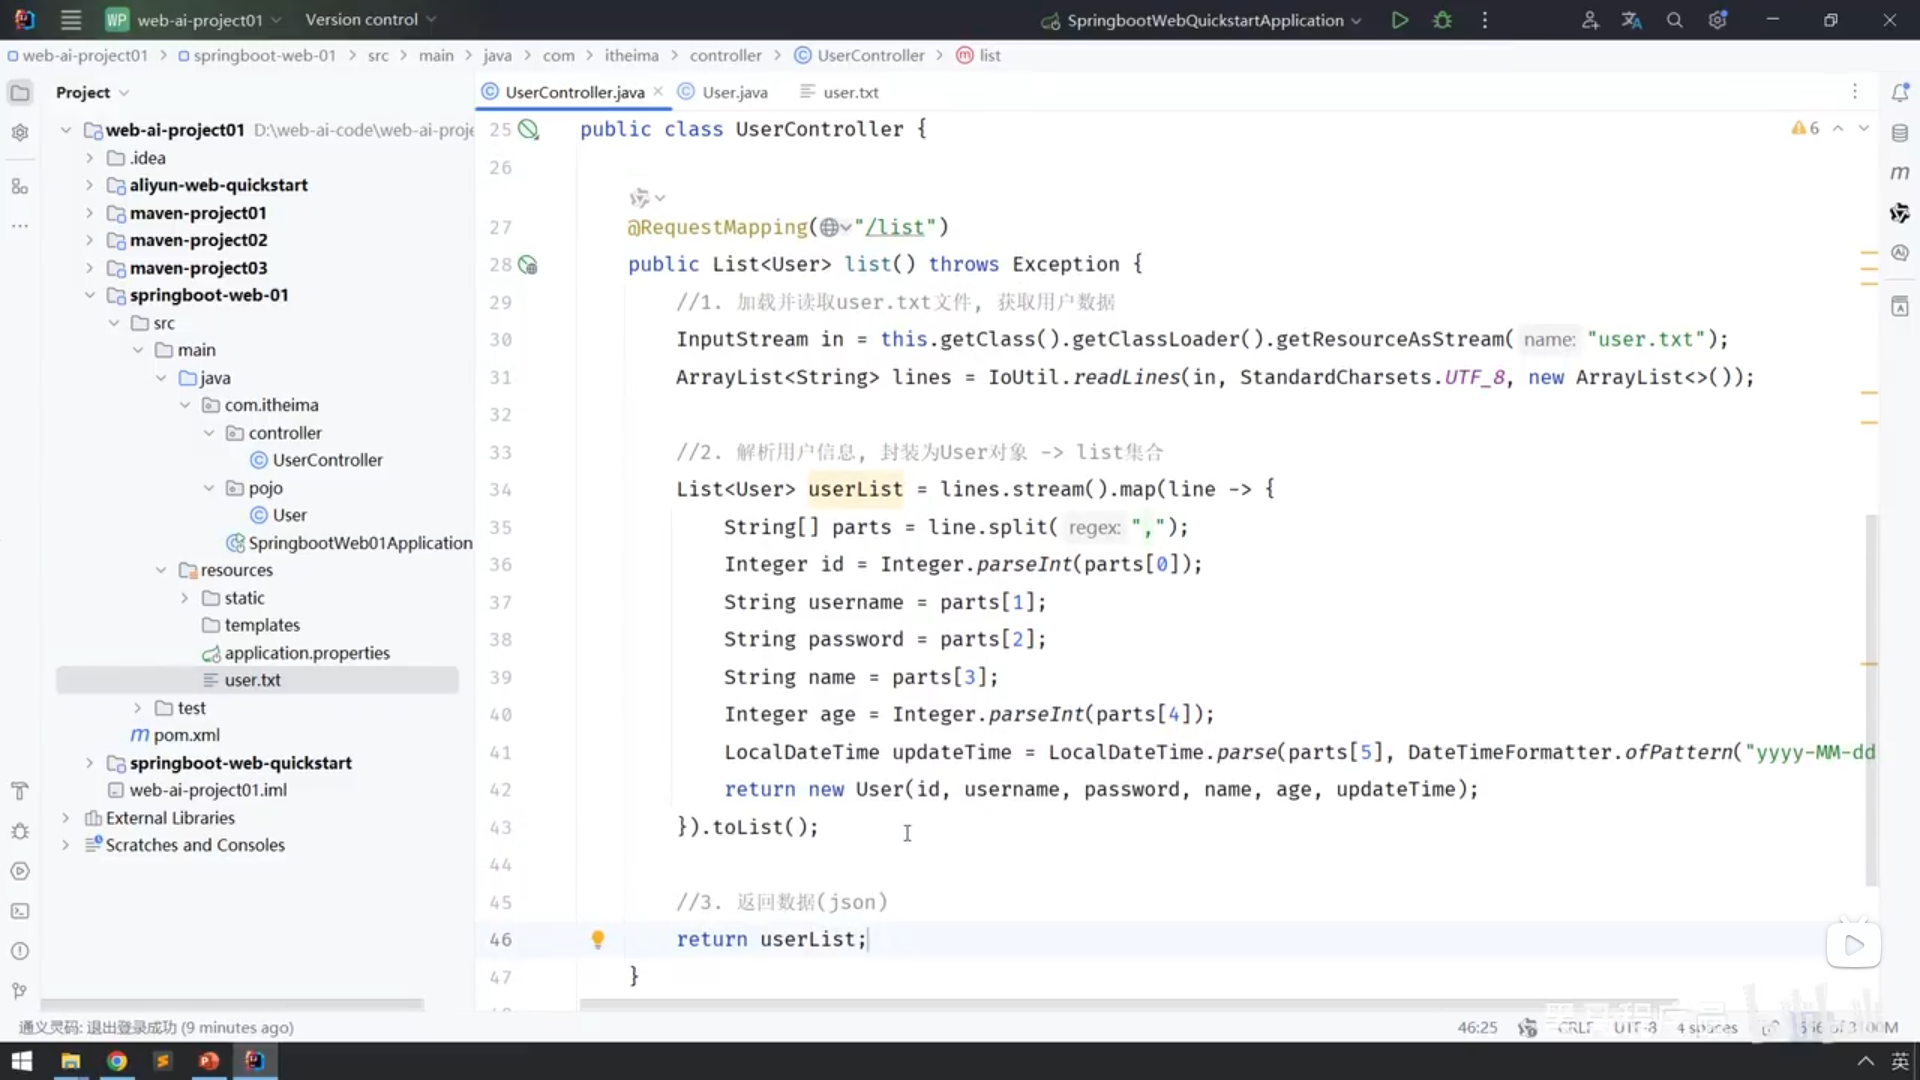 WP web-ai-project01 Version control SpringbootWebQuickstartApplication
web-ai-project01 springboot-web-01 src main java com itheima controller UserController list
Project
web-ai-project01 D:\web-ai-code\web-ai-proje
.idea
aliyun-web-quickstart
maven-project01
maven-project02
maven-project03
springboot-web-01
src
main
java
com.itheima
controller
UserController
pojo
User
SpringbootWeb01Application
resources
static
templates
application.properties
user.txt
test
pom.xml
springboot-web-quickstart
web-ai-project01.iml
External Libraries
Scratches and Consoles
UserController.java User.java user.txt
6
25 public class UserController {
26
27 @RequestMapping("/list")
28 public List<User> list() throws Exception {
29 //1. 加载并读取user.txt文件, 获取用户数据
30 InputStream in = this.getClass().getClassLoader().getResourceAsStream( name: "user.txt");
31 ArrayList<String> lines = IoUtil.readLines(in, StandardCharsets.UTF_8, new ArrayList<>());
32
33 //2. 解析用户信息, 封装为User对象 -> list集合
34 List<User> userList = lines.stream().map(line -> {
35 String[] parts = line.split( regex: ",");
36 Integer id = Integer.parseInt(parts[0]);
37 String username = parts[1];
38 String password = parts[2];
39 String name = parts[3];
40 Integer age = Integer.parseInt(parts[4]);
41 LocalDateTime updateTime = LocalDateTime.parse(parts[5], DateTimeFormatter.ofPattern("yyyy-MM-dd
42 return new User(id, username, password, name, age, updateTime);
43 }).toList();
44
45 //3. 返回数据(json)
46 return userList;
47 }
通义灵码: 退出登录成功 (9 minutes ago)
46:25 CRLF UTF-8 4 spaces
英